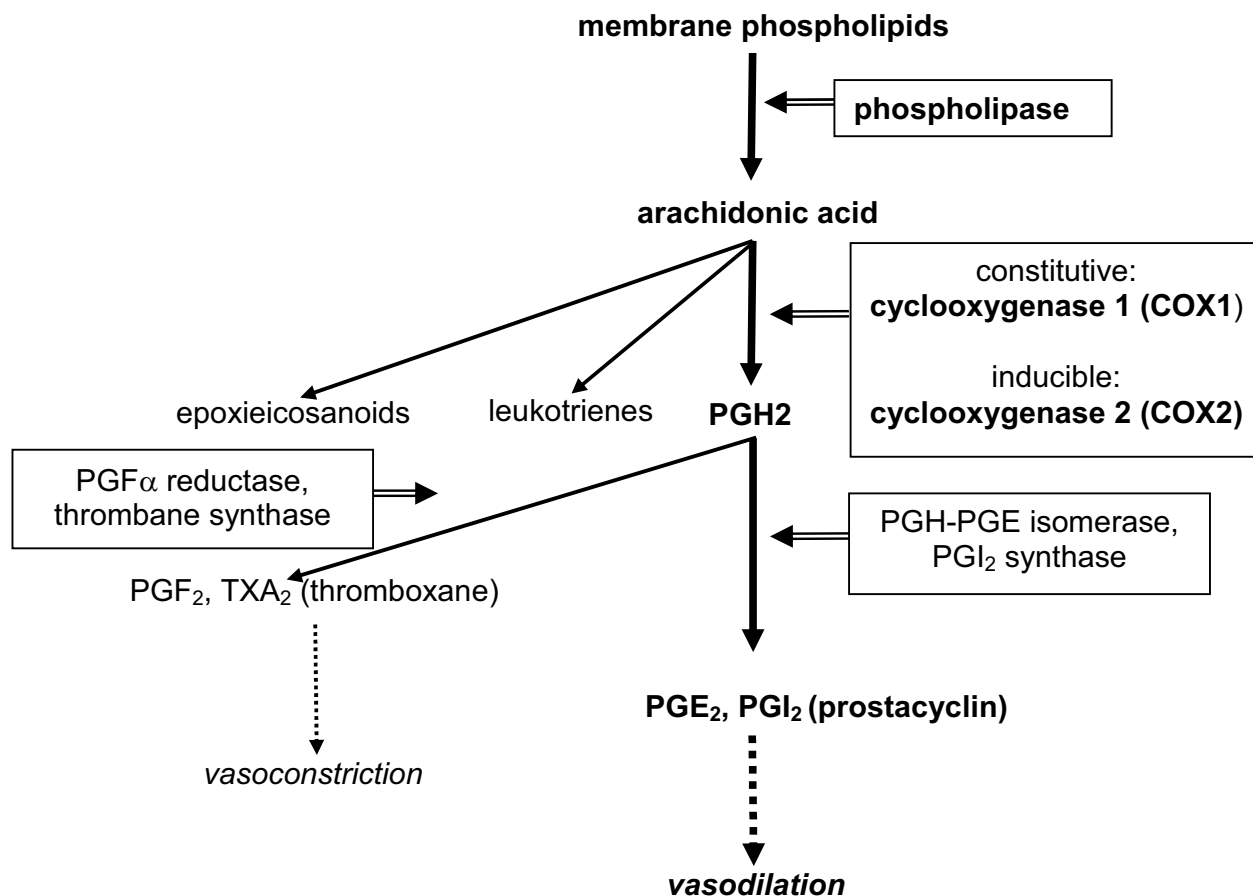 membrane phospholipids
phospholipase
arachidonic acid
constitutive:
cyclooxygenase 1 (COX1)
inducible:
cyclooxygenase 2 (COX2)
epoxieicosanoids
leukotrienes
PGH2
PGFα reductase,
thrombane synthase
PGH-PGE isomerase,
PGI₂ synthase
PGF₂, TXA₂ (thromboxane)
PGE₂, PGI₂ (prostacyclin)
vasoconstriction
vasodilation